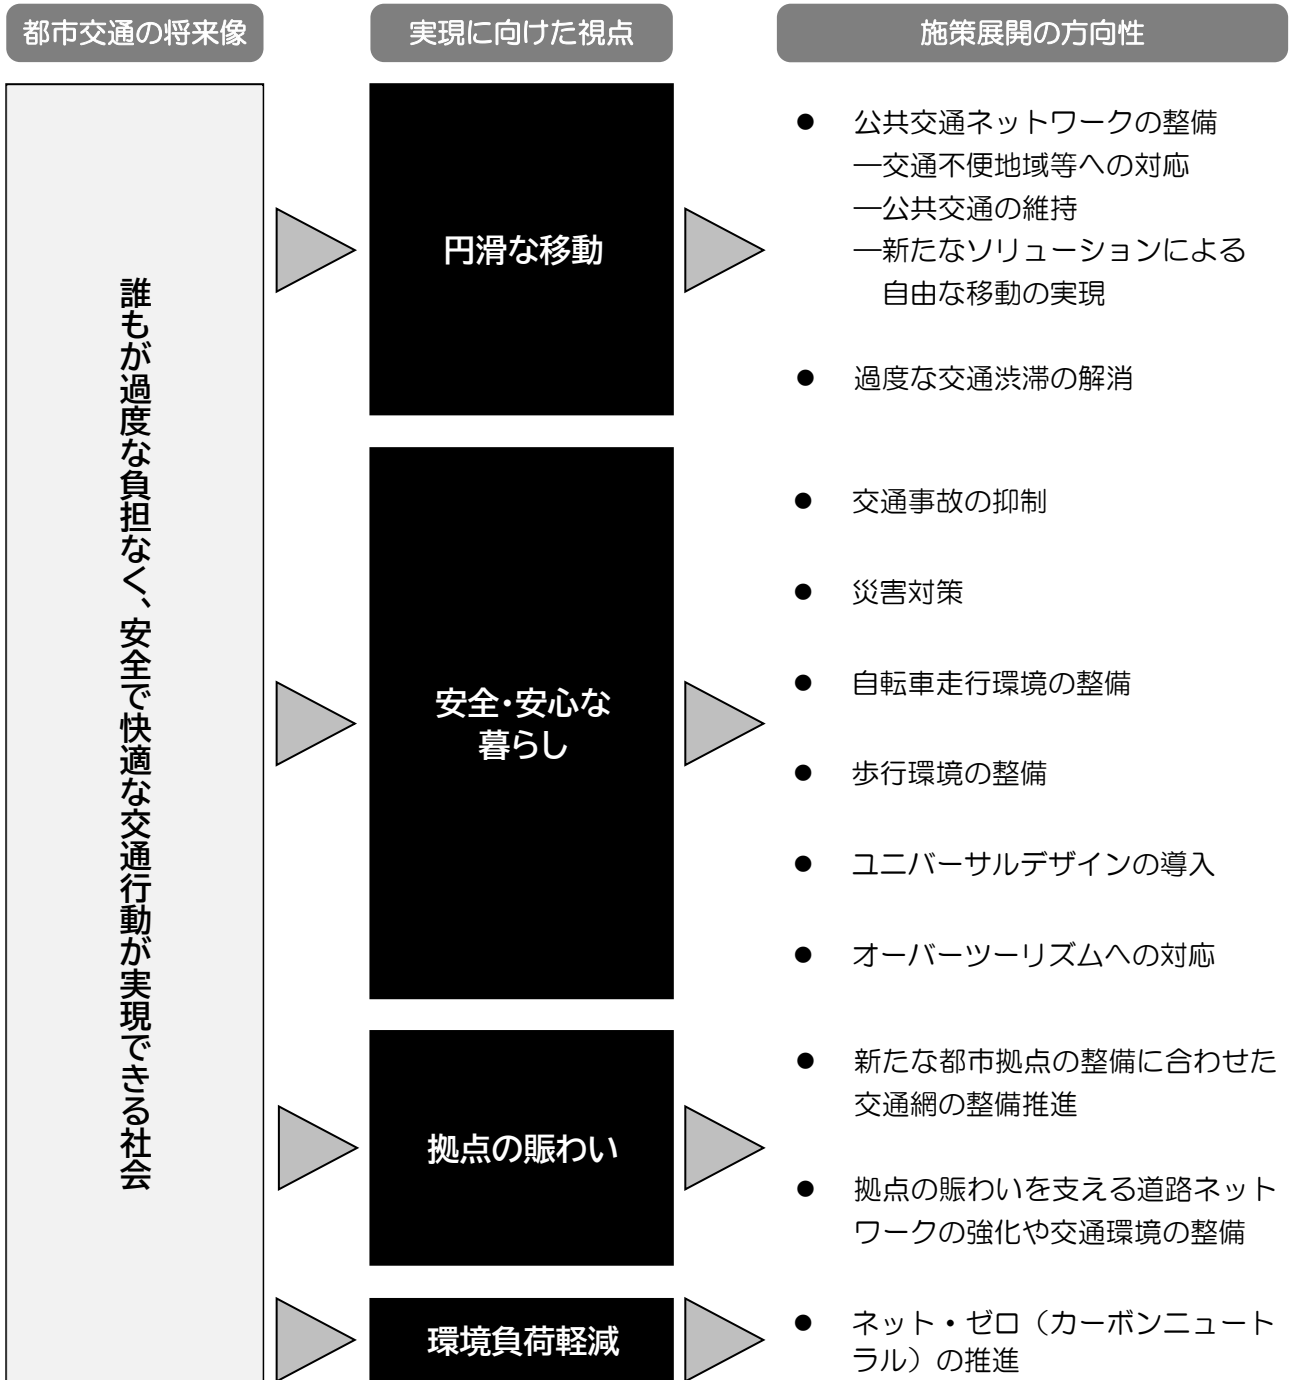 都市交通の将来像
実現に向けた視点
施策展開の方向性
誰もが過度な負担なく、安全で快適な交通行動が実現できる社会
円滑な移動
● 公共交通ネットワークの整備
―交通不便地域等への対応
―公共交通の維持
―新たなソリューションによる
自由な移動の実現
● 過度な交通渋滞の解消
安全・安心な
暮らし
● 交通事故の抑制
● 災害対策
● 自転車走行環境の整備
● 歩行環境の整備
● ユニバーサルデザインの導入
● オーバーツーリズムへの対応
拠点の賑わい
● 新たな都市拠点の整備に合わせた
交通網の整備推進
● 拠点の賑わいを支える道路ネット
ワークの強化や交通環境の整備
環境負荷軽減
● ネット・ゼロ（カーボンニュート
ラル）の推進